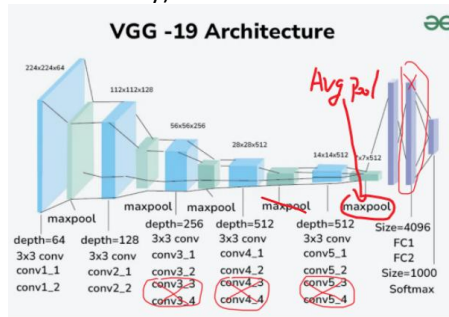 VGG -19 Architecture
224x224x64
112x112x128
56x56x256
28x28x512
14x14x512
7x7x512
Avg Pool
maxpool
maxpool
maxpool
maxpool
maxpool
depth=64
3x3 conv
conv1_1
conv1_2
depth=128
3x3 conv
conv2_1
conv2_2
depth=256
3x3 conv
conv3_1
conv3_2
conv3_3
conv3_4
depth=512
3x3 conv
conv4_1
conv4_2
conv4_3
conv4_4
depth=512
3x3 conv
conv5_1
conv5_2
conv5_3
conv5_4
Size=4096
FC1
FC2
Size=1000
Softmax